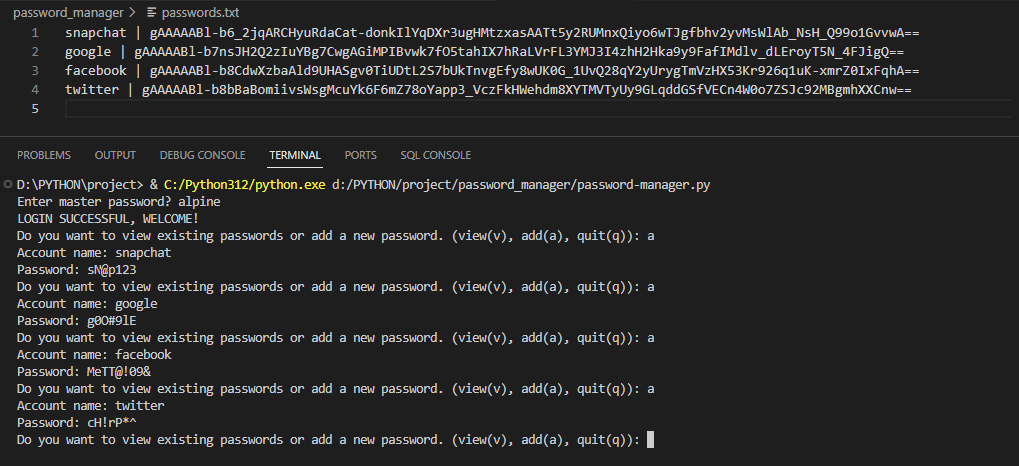 password_manager > passwords.txt
1 snapchat | gAAAAABl-b6_2jqARCHyuRdaCat-donkIlYqDXr3ugHMtzxasAATt5y2RUMnxQiyo6wTJgfbhv2yvMsWlAb_NsH_Q99o1GvvwA==
2 google | gAAAAABl-b7nsJH2Q2zIuYBg7CwgAGiMPIBvwk7fO5tahIX7hRaLVrFL3YMJ3I4zhH2Hka9y9FafIMdlv_dLEroyT5N_4FJigQ==
3 facebook | gAAAAABl-b8CdwXzbaAld9UHASgv0TiUDtL2S7bUkTnvgEfy8wUK0G_1UvQ28qY2yUrygTmVzHX53Kr926q1uK-xmrZ0IxFqhA==
4 twitter | gAAAAABl-b8bBaBomiivsWsgMcuYk6F6mZ78oYapp3_VczFkHWehdm8XYTMVTyUy9GLqddGSfVECn4W0o7ZSJc92MBgmhXXCnw==
5
PROBLEMS OUTPUT DEBUG CONSOLE TERMINAL PORTS SQL CONSOLE
D:\PYTHON\project> & C:/Python312/python.exe d:/PYTHON/project/password_manager/password-manager.py
Enter master password? alpine
LOGIN SUCCESSFUL, WELCOME!
Do you want to view existing passwords or add a new password. (view(v), add(a), quit(q)): a
Account name: snapchat
Password: sN@p123
Do you want to view existing passwords or add a new password. (view(v), add(a), quit(q)): a
Account name: google
Password: g0O#9lE
Do you want to view existing passwords or add a new password. (view(v), add(a), quit(q)): a
Account name: facebook
Password: MeTT@!09&
Do you want to view existing passwords or add a new password. (view(v), add(a), quit(q)): a
Account name: twitter
Password: cH!rP*^
Do you want to view existing passwords or add a new password. (view(v), add(a), quit(q)):